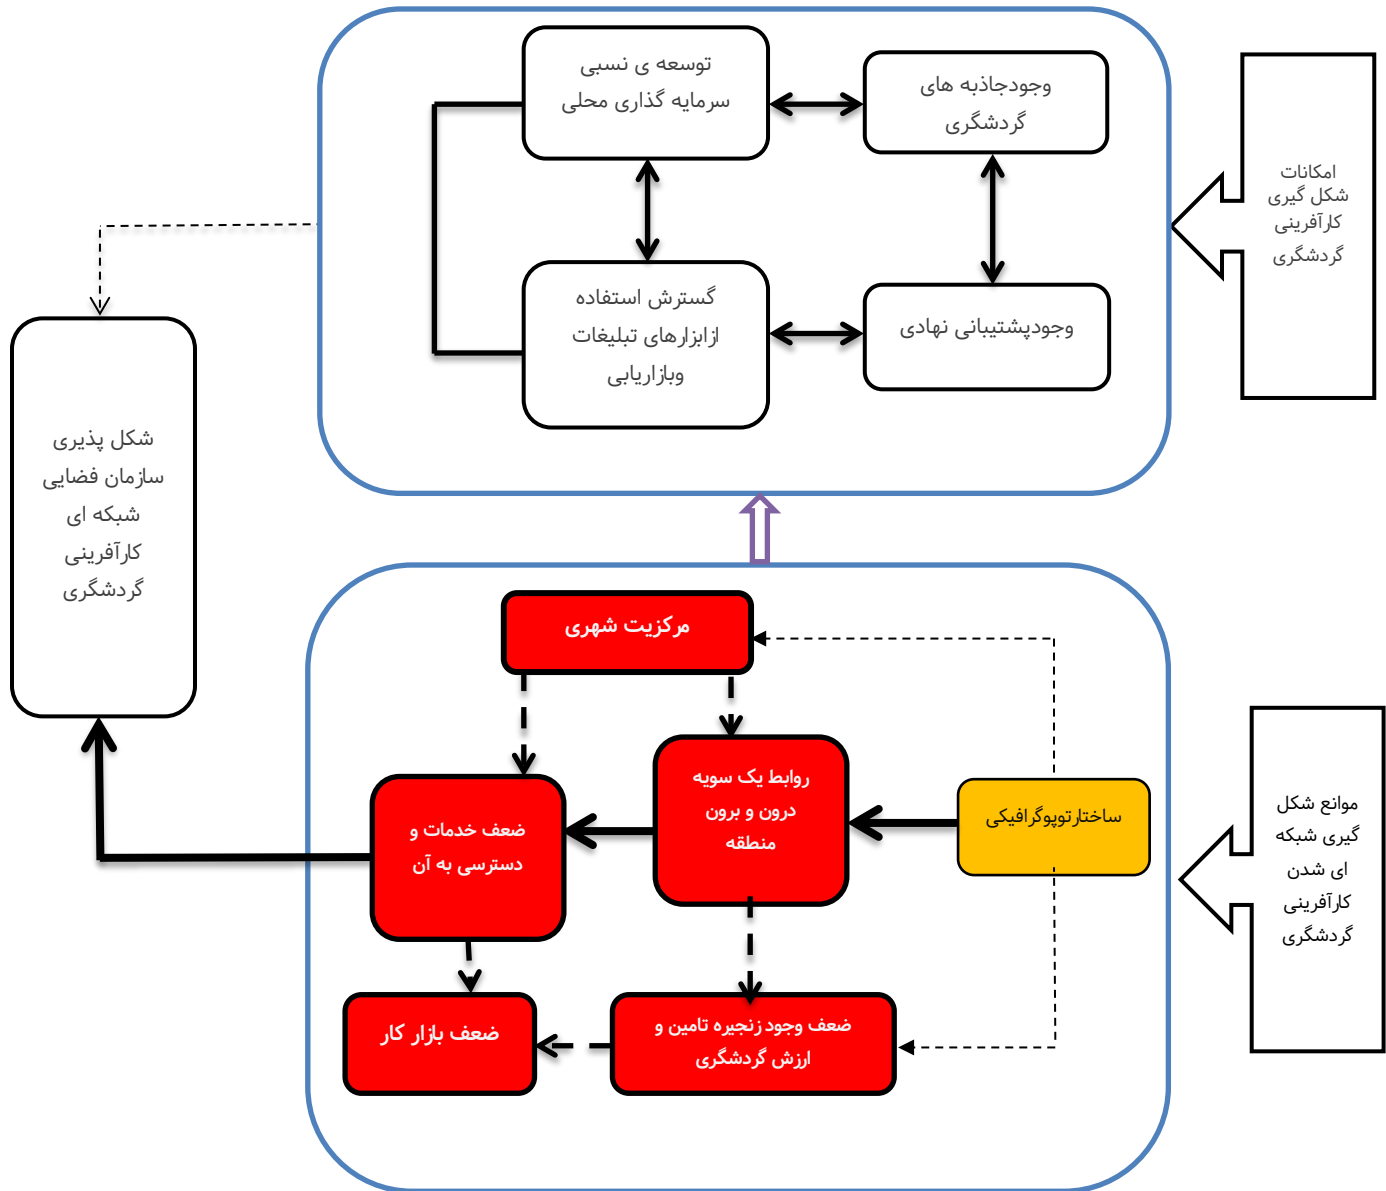 توسعه ی نسبی
سرمایه گذاری محلی
وجودجاذبه های
گردشگری
امکانات
شکل گیری
کارآفرینی
گردشگری
گسترش استفاده
ازابزارهای تبلیغات
وبازاریابی
وجودپشتیبانی نهادی
شکل پذیری
سازمان فضایی
شبکه ای
کارآفرینی
گردشگری
مرکزیت شهری
روابط یک سویه
درون و برون
منطقه
ساختارتوپوگرافیکی
ضعف خدمات و
دسترسی به آن
موانع شکل
گیری شبکه
ای شدن
کارآفرینی
گردشگری
ضعف وجود زنجیره تامین و
ارزش گردشگری
ضعف بازار کار